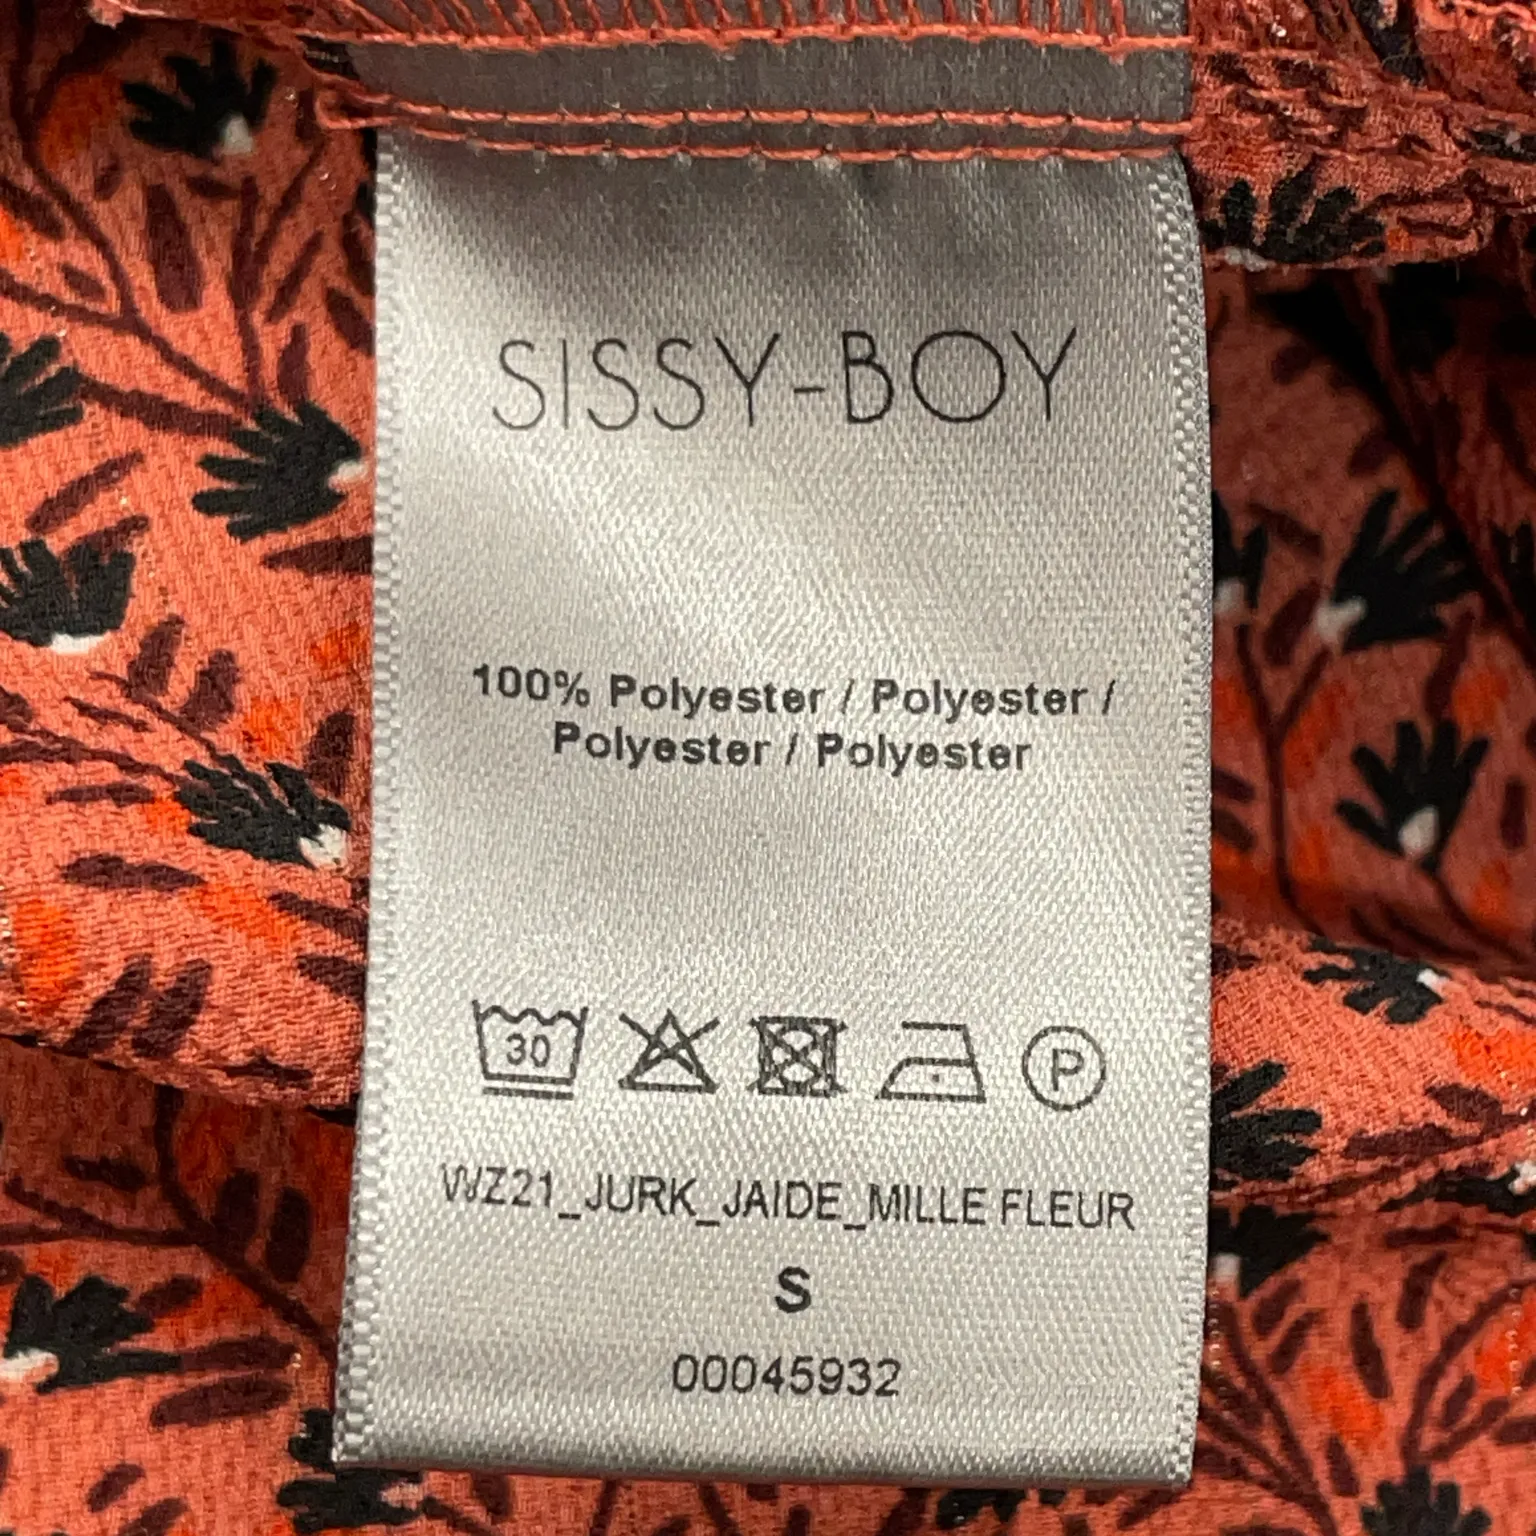 SISSY-BOY
100% Polyester / Polyester /
Polyester / Polyester
30
P
WZ21_JURK_JAIDE_MILLE FLEUR
S
00045932